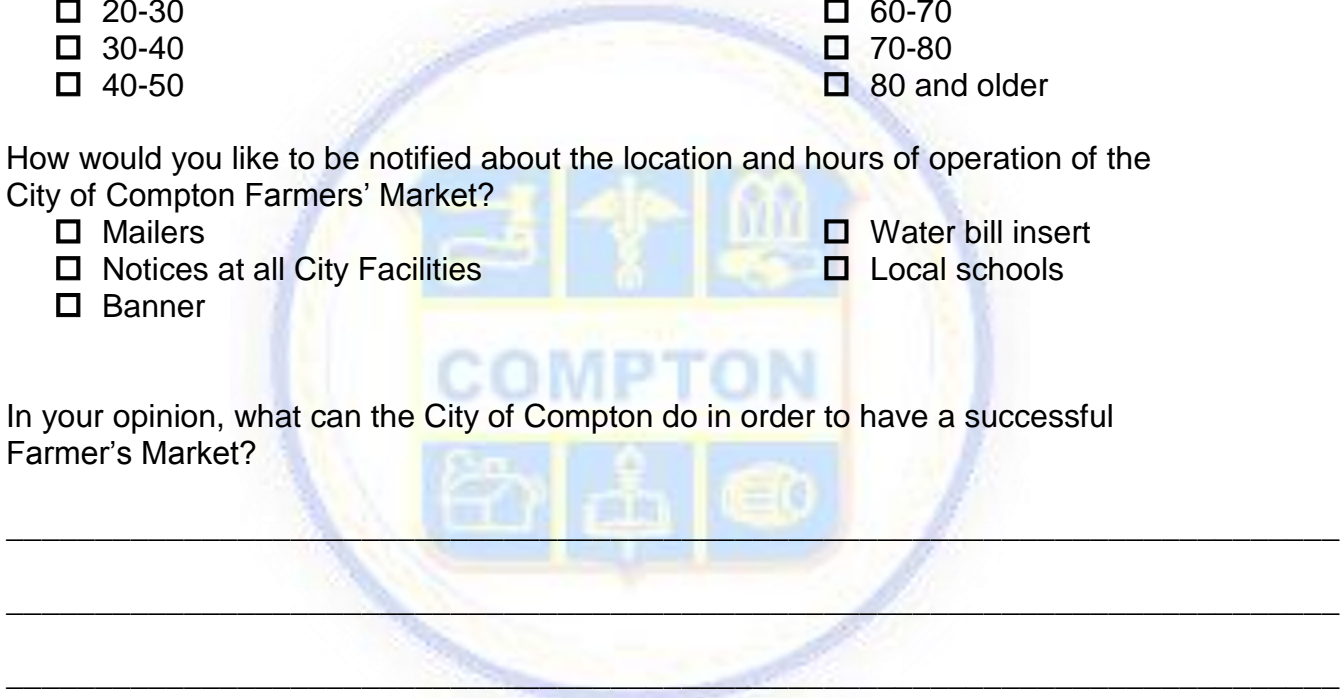 ☐ 20-30 ☐ 60-70
☐ 30-40 ☐ 70-80
☐ 40-50 ☐ 80 and older
How would you like to be notified about the location and hours of operation of the
City of Compton Farmers’ Market?
☐ Mailers ☐ Water bill insert
☐ Notices at all City Facilities ☐ Local schools
☐ Banner
COMPTON
In your opinion, what can the City of Compton do in order to have a successful
Farmer’s Market?